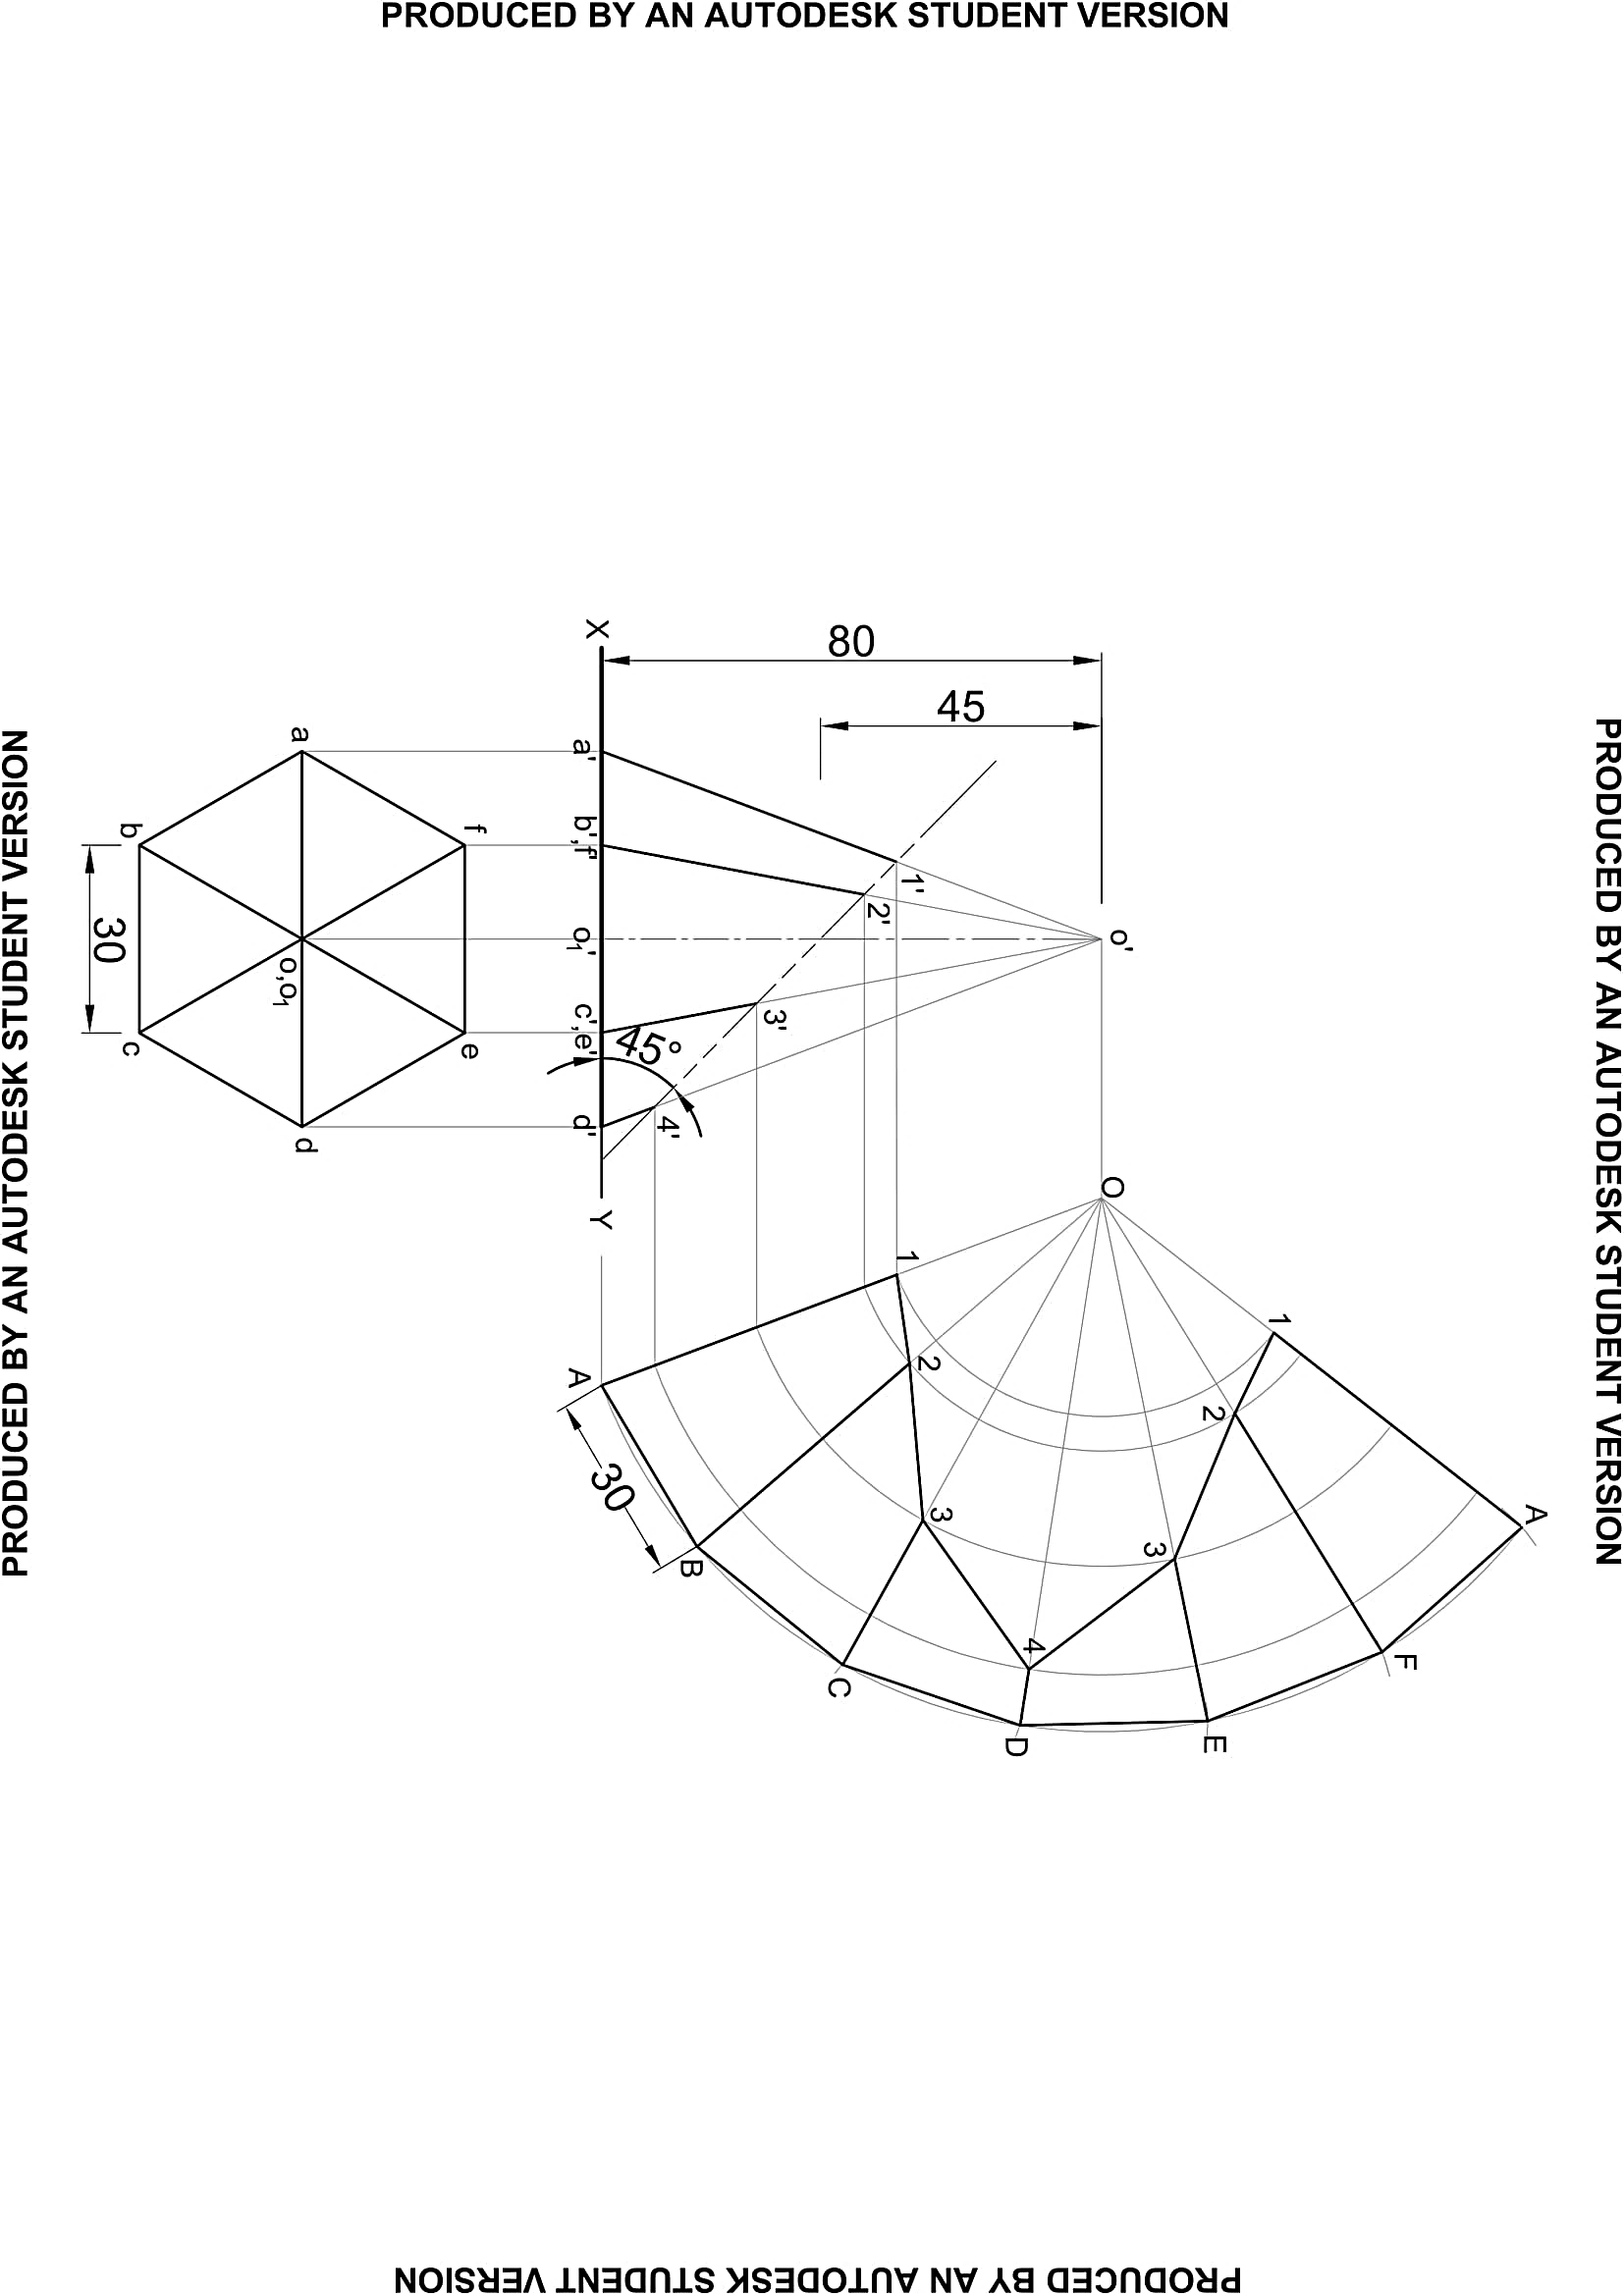 PRODUCED BY AN AUTODESK STUDENT VERSION
PRODUCED BY AN AUTODESK STUDENT VERSION
PRODUCED BY AN AUTODESK STUDENT VERSION
X
80
45
a
a'
b
f
b',f'
1'
2'
30
o,o1
o1'
o'
c
e
c',e'
45°
3'
d
d'
4'
Y
O
1
1
2
2
A
30
B
3
3
A
4
C
D
E
F
PRODUCED BY AN AUTODESK STUDENT VERSION